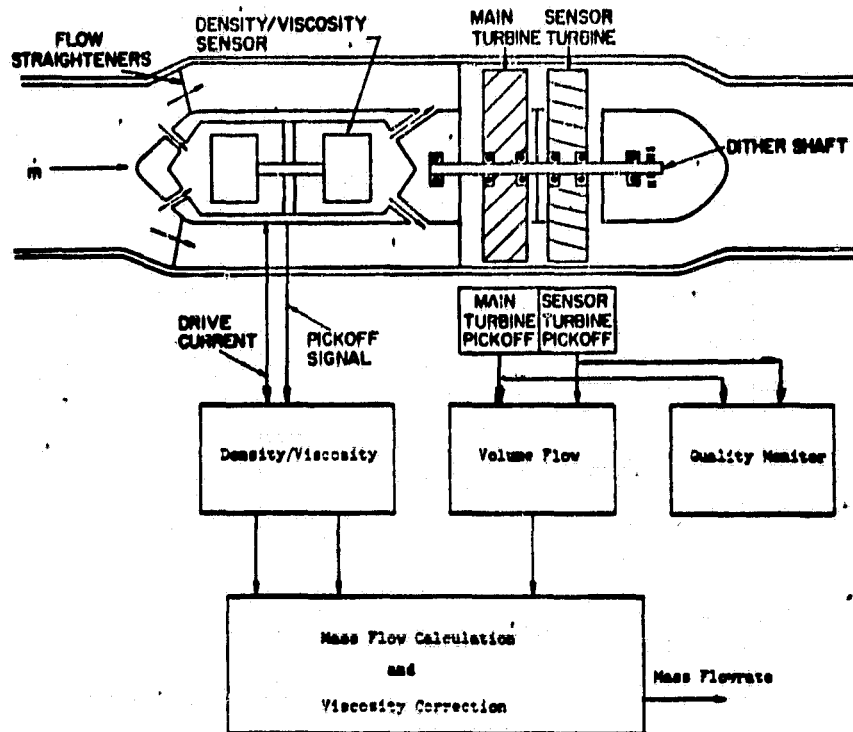 DENSITY/VISCOSITY
SENSOR
MAIN
TURBINE
SENSOR
TURBINE
FLOW
STRAIGHTENERS
ṁ
DITHER SHAFT
DRIVE
CURRENT
PICKOFF
SIGNAL
MAIN
TURBINE
PICKOFF
SENSOR
TURBINE
PICKOFF
Density/Viscosity
Volume Flow
Quality Monitor
Mass Flow Calculation
and
Viscosity Correction
Mass Flowrate